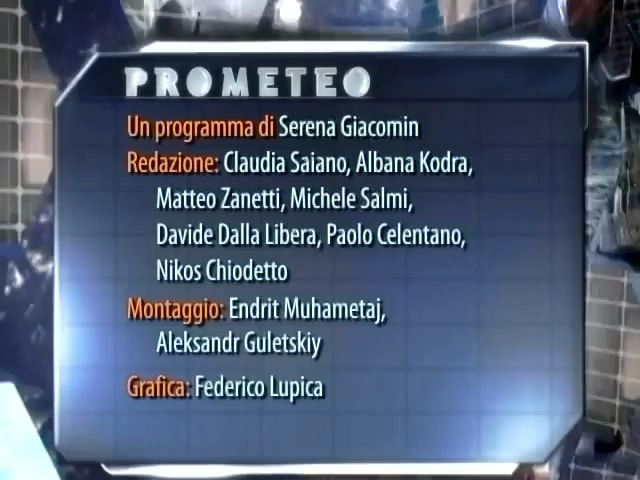 PROMETEO
Un programma di Serena Giacomin
Redazione: Claudia Saiano, Albana Kodra,
Matteo Zanetti, Michele Salmi,
Davide Dalla Libera, Paolo Celentano,
Nikos Chiodetto
Montaggio: Endrit Muhametaj,
Aleksandr Guletskiy
Grafica: Federico Lupica